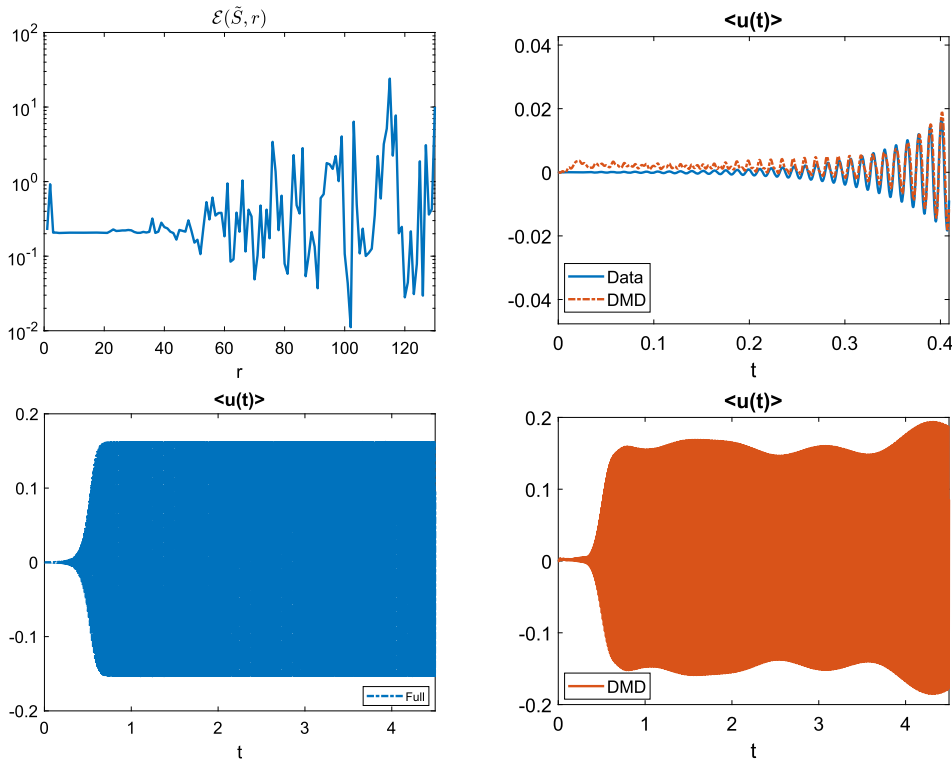 ℰ(S̃, r)
10^2
10^1
10^0
10^-1
10^-2
0 20 40 60 80 100 120
r
<u(t)>
0.04
0.02
0
-0.02
-0.04
Data
DMD
0 0.1 0.2 0.3 0.4
t
<u(t)>
0.2
0.1
0
-0.1
-0.2
Full
0 1 2 3 4
t
<u(t)>
0.2
0.1
0
-0.1
-0.2
DMD
0 1 2 3 4
t